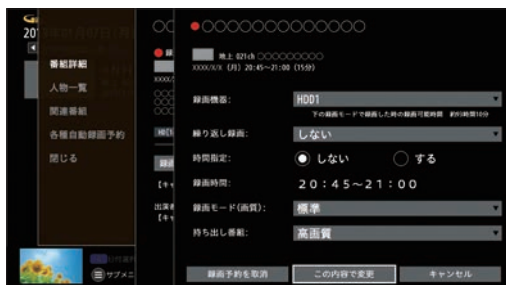 番組詳細
人物一覧
関連番組
各種自動録画予約
閉じる
サブメニ
●○○○○○○○○○○○○○
地上 021ch ○○○○○○○○○
XXXX/X/X (月) 20:45～21:00 (15分)
録画機器:
HDD1
下の録画モードで録画した時の録画可能時間
繰り返し録画:
しない
時間指定:
しない
する
録画時間:
20:45～21:00
録画モード(画質):
標準
持ち出し番組:
高画質
録画予約を取消
この内容で変更
キャンセル